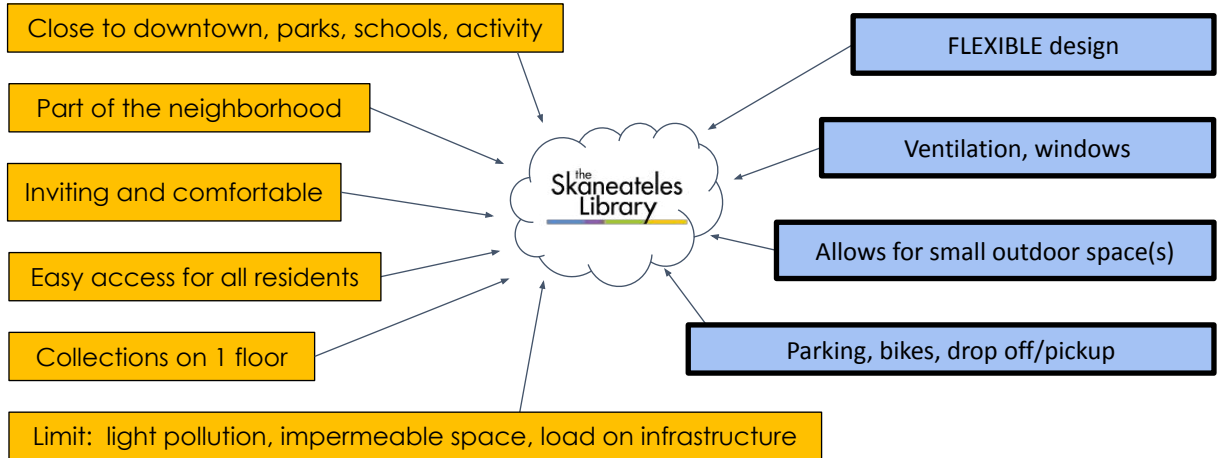 Close to downtown, parks, schools, activity
Part of the neighborhood
Inviting and comfortable
Easy access for all residents
Collections on 1 floor
Limit: light pollution, impermeable space, load on infrastructure
the
Skaneateles
Library
FLEXIBLE design
Ventilation, windows
Allows for small outdoor space(s)
Parking, bikes, drop off/pickup